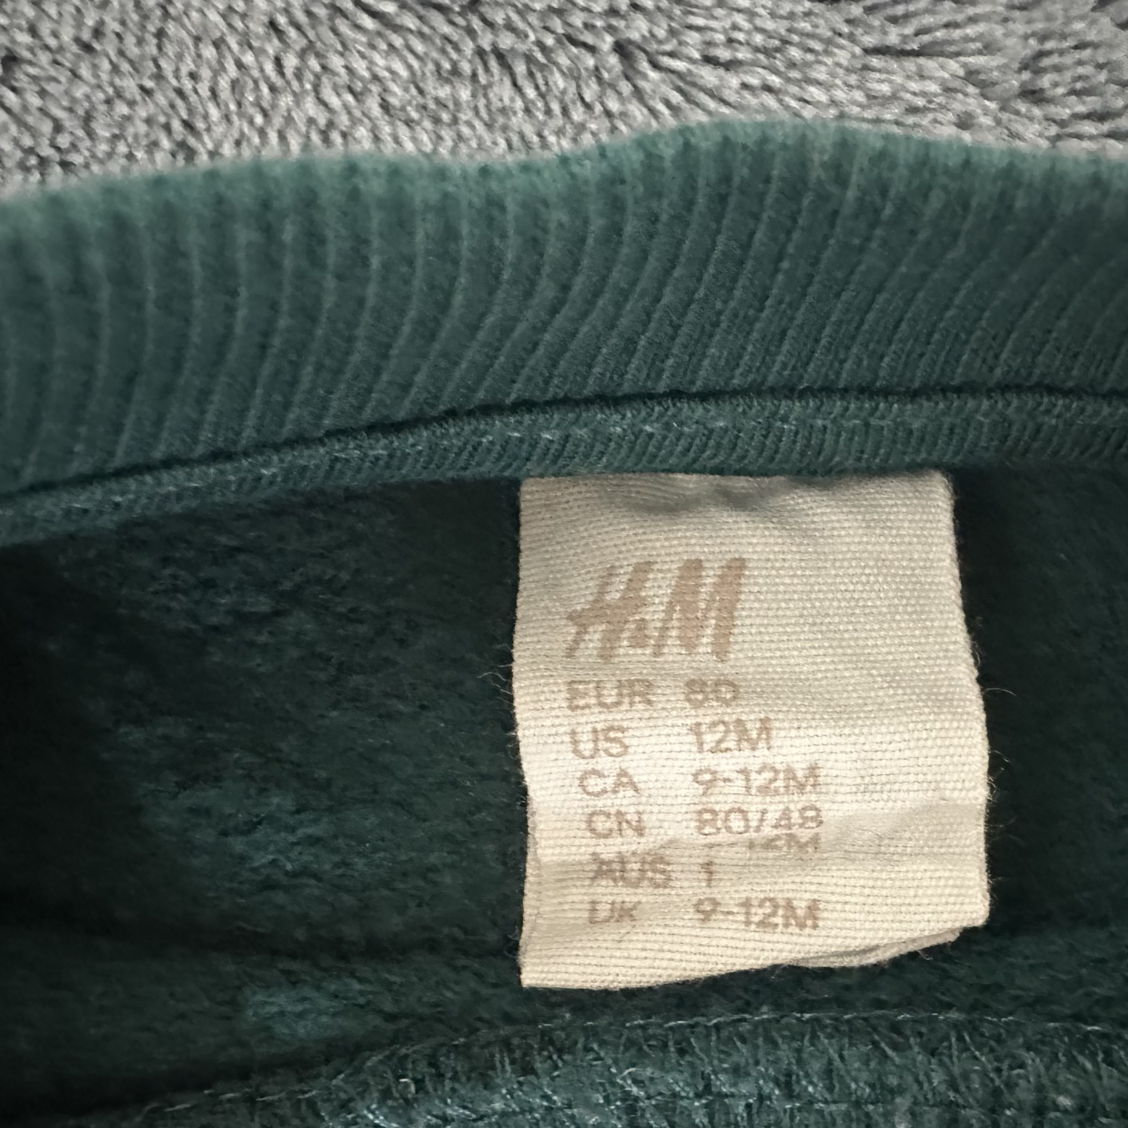 H&M
EUR 80
US 12M
CA 9-12M
CN 80/48
AUS 1
UK 9-12M